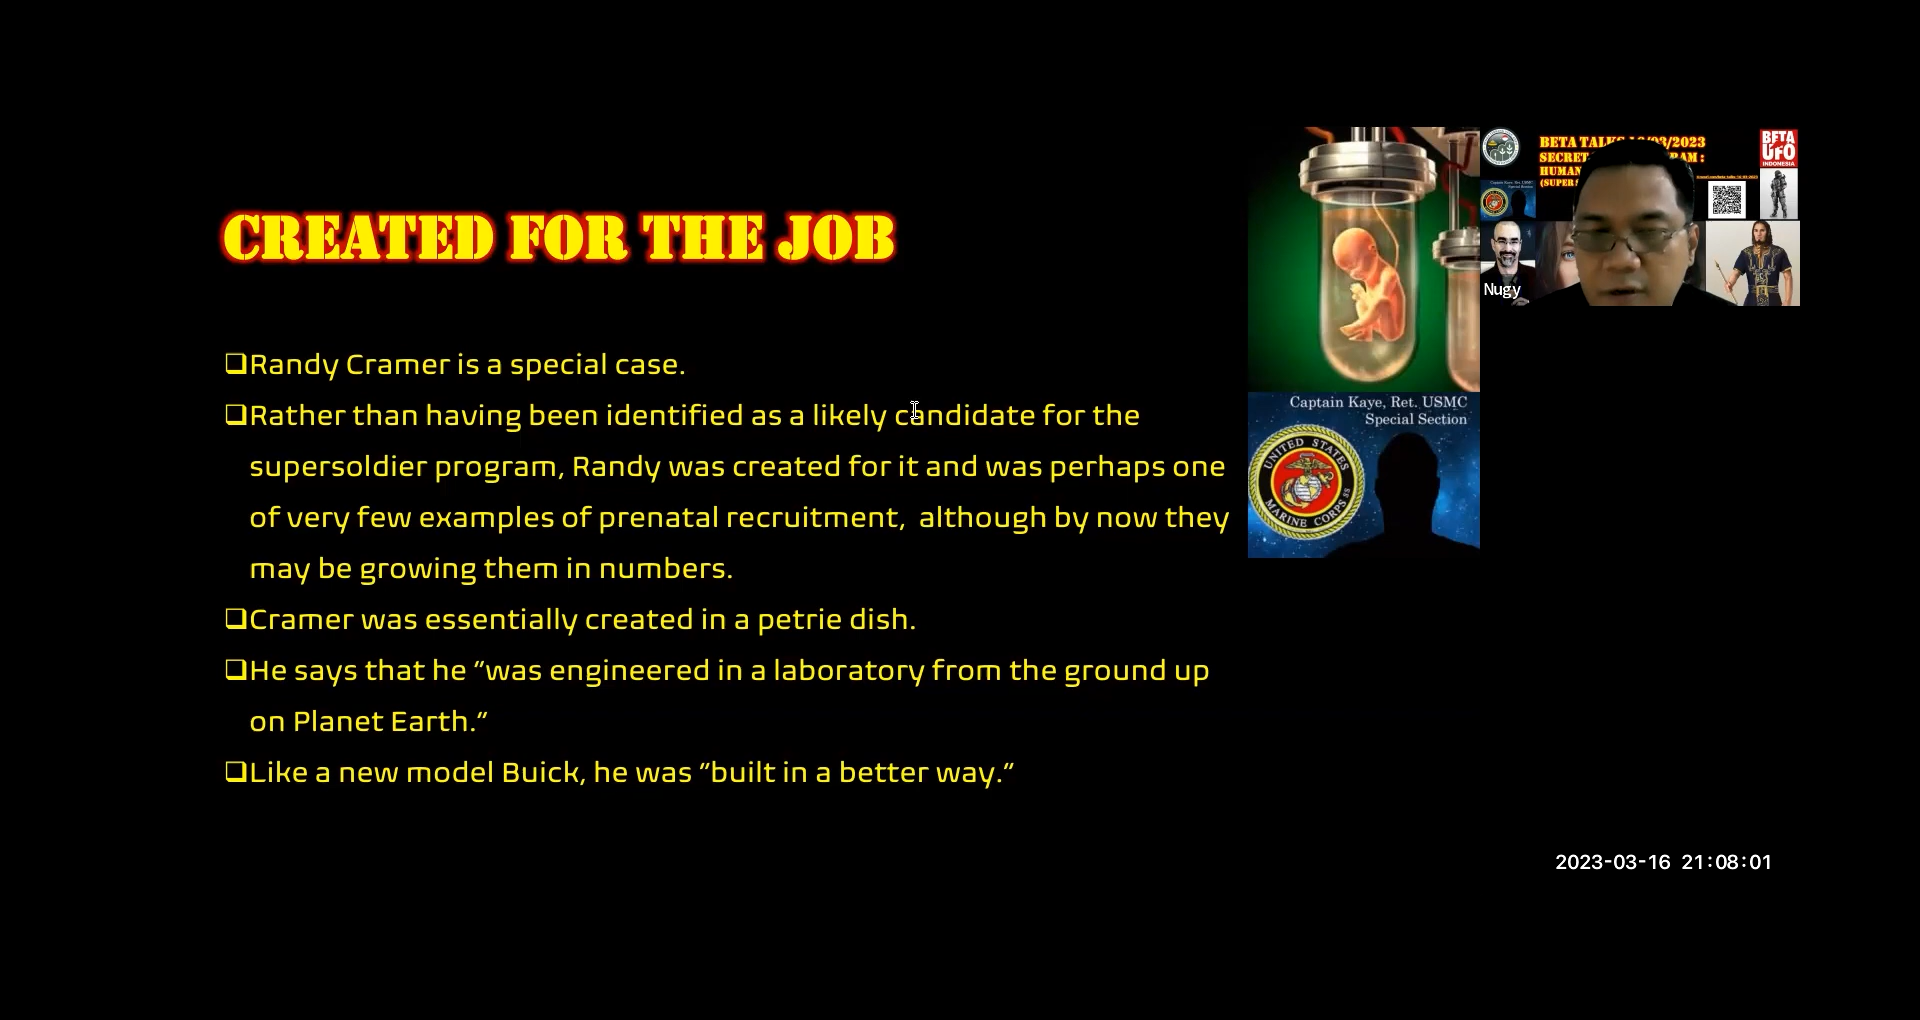 CREATED FOR THE JOB
❑Randy Cramer is a special case.
❑Rather than having been identified as a likely candidate for the
supersoldier program, Randy was created for it and was perhaps one
of very few examples of prenatal recruitment, although by now they
may be growing them in numbers.
❑Cramer was essentially created in a petrie dish.
❑He says that he “was engineered in a laboratory from the ground up
on Planet Earth.“
❑Like a new model Buick, he was “built in a better way.”
Captain Kaye, Ret. USMC
Special Section
UNITED STATES
MARINE CORPS SS
BETA TALKS
/2023
SECRET
HUMAN
BETA
UFO
INDONESIA
Nugy
2023-03-16 21:08:01